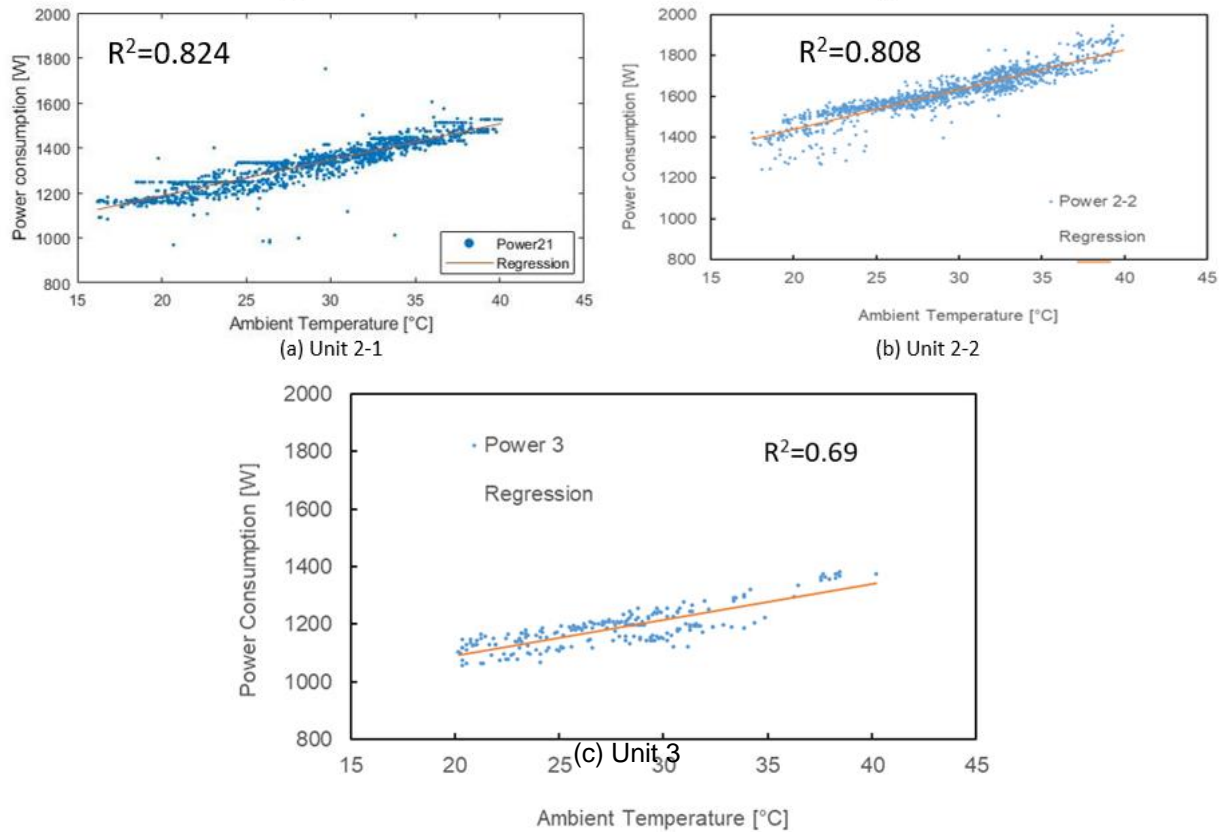 2000
1800
1600
1400
1200
1000
800
Power consumption [W]
R²=0.824
Power21
Regression
15 20 25 30 35 40 45
Ambient Temperature [°C]
(a) Unit 2-1
2000
1800
1600
1400
1200
1000
800
Power Consumption [W]
R²=0.808
Power 2-2
Regression
15 20 25 30 35 40 45
Ambient Temperature [°C]
(b) Unit 2-2
2000
1800
1600
1400
1200
1000
800
Power Consumption [W]
Power 3
R²=0.69
Regression
15 20 25 30 35 40 45
(c) Unit 3
Ambient Temperature [°C]